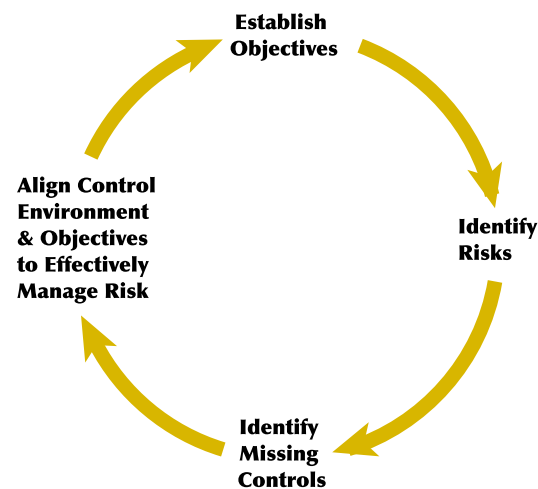 Establish
Objectives
Identify
Risks
Identify
Missing
Controls
Align Control
Environment
& Objectives
to Effectively
Manage Risk